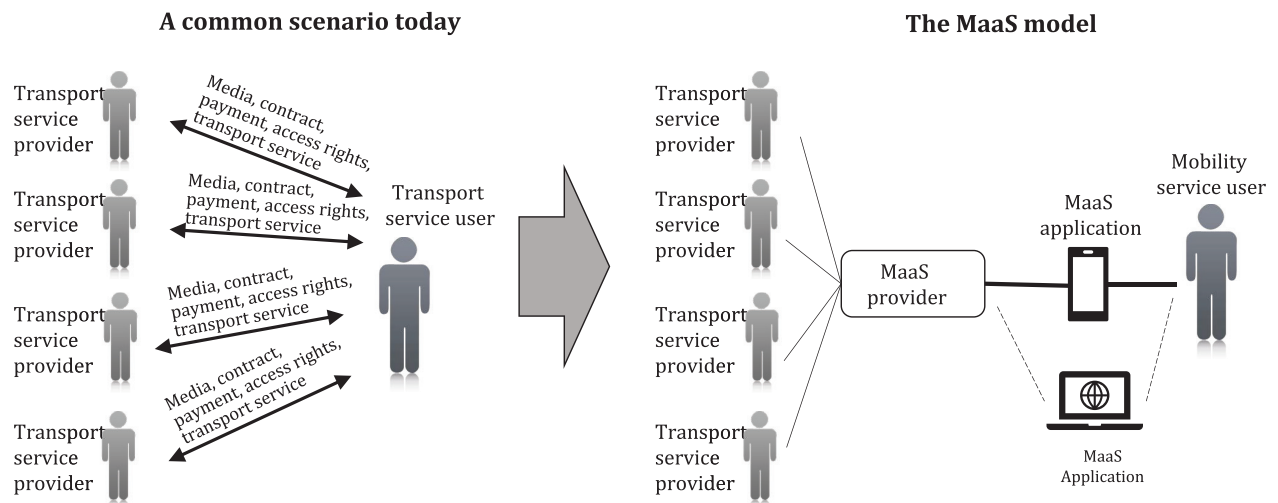 A common scenario today
Transport
service
provider
Media, contract,
payment, access rights,
transport service
Transport
service
provider
Media, contract,
payment, access rights,
transport service
Transport
service user
Transport
service
provider
Media, contract,
payment, access rights,
transport service
Transport
service
provider
Media, contract,
payment, access rights,
transport service
The MaaS model
Transport
service
provider
Transport
service
provider
Transport
service
provider
Transport
service
provider
MaaS
provider
MaaS
application
Mobility
service user
MaaS
Application